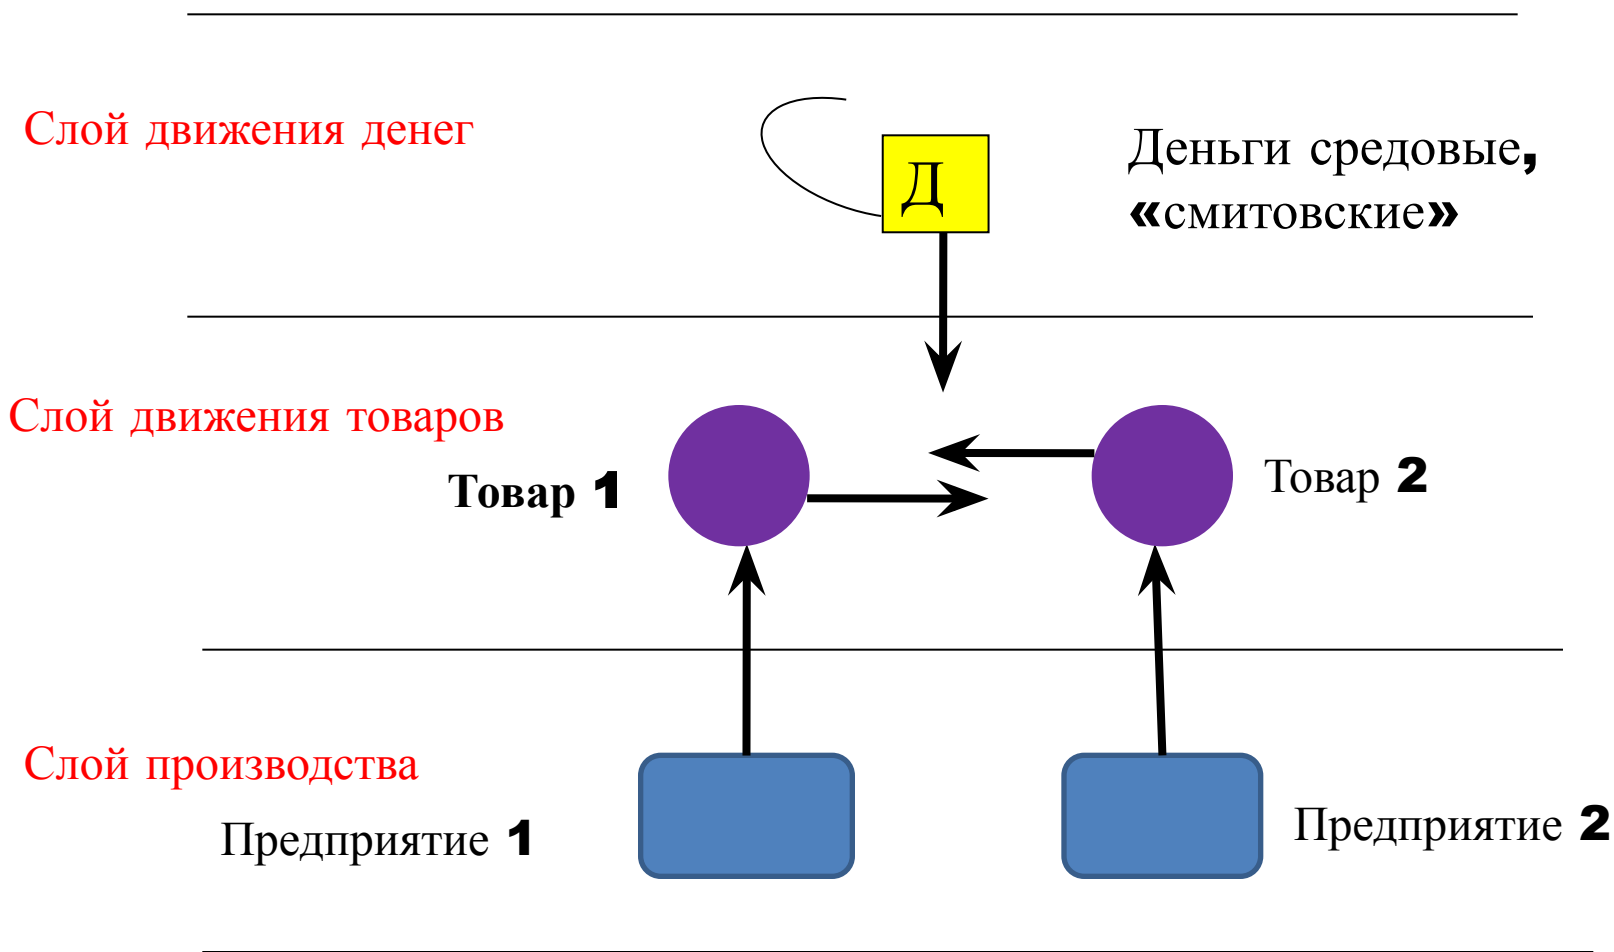 Слой движения денег
Д
Деньги средовые,
«смитовские»
Слой движения товаров
Товар 1
Товар 2
Слой производства
Предприятие 1
Предприятие 2